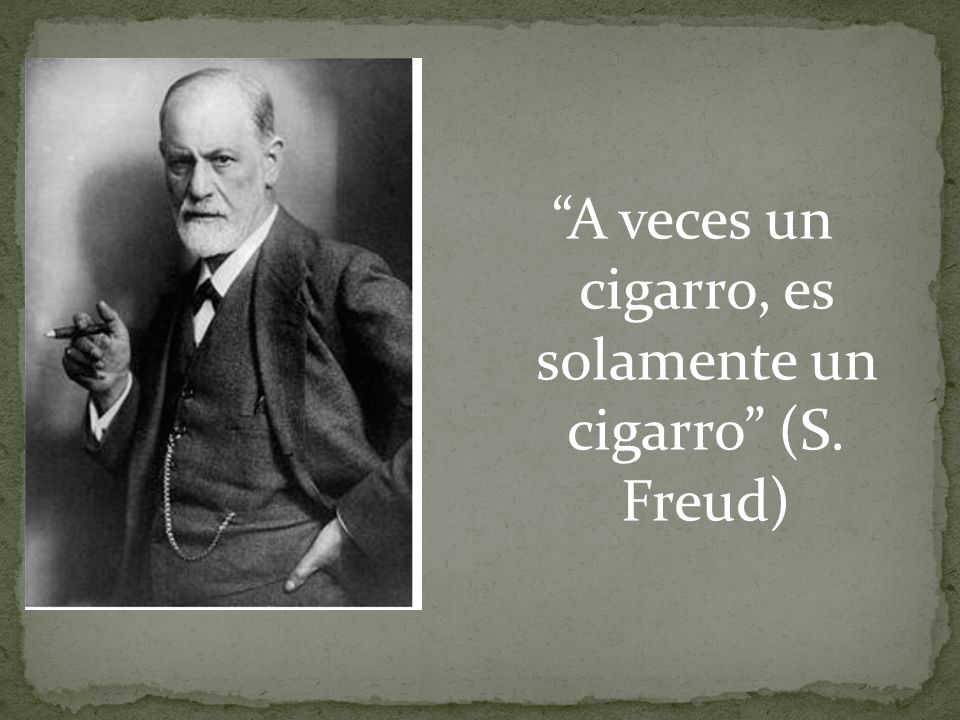 “A veces un
cigarro, es
solamente un
cigarro” (S.
Freud)